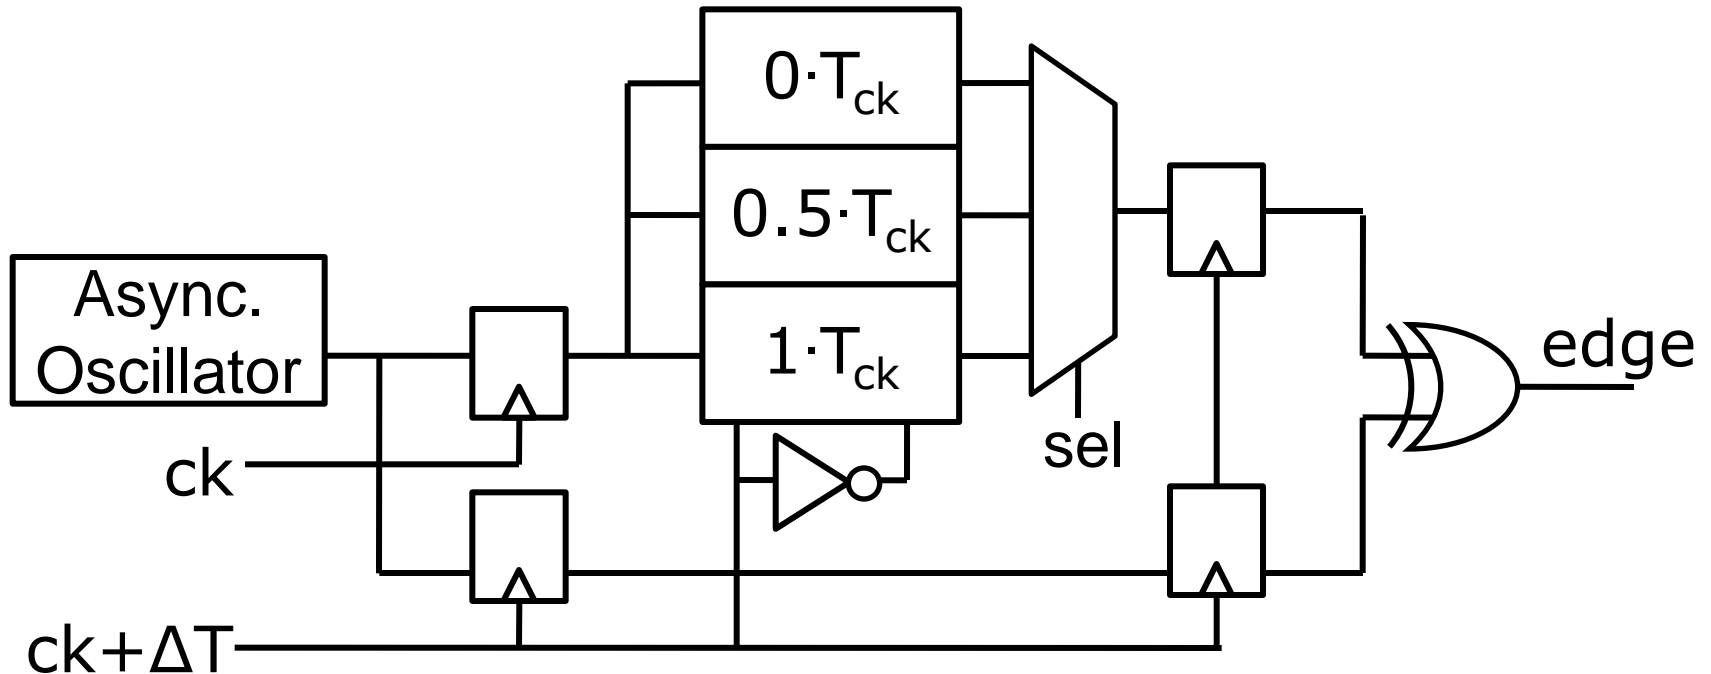 0·Tck
0.5·Tck
1·Tck
Async.
Oscillator
edge
sel
ck
ck+ΔT